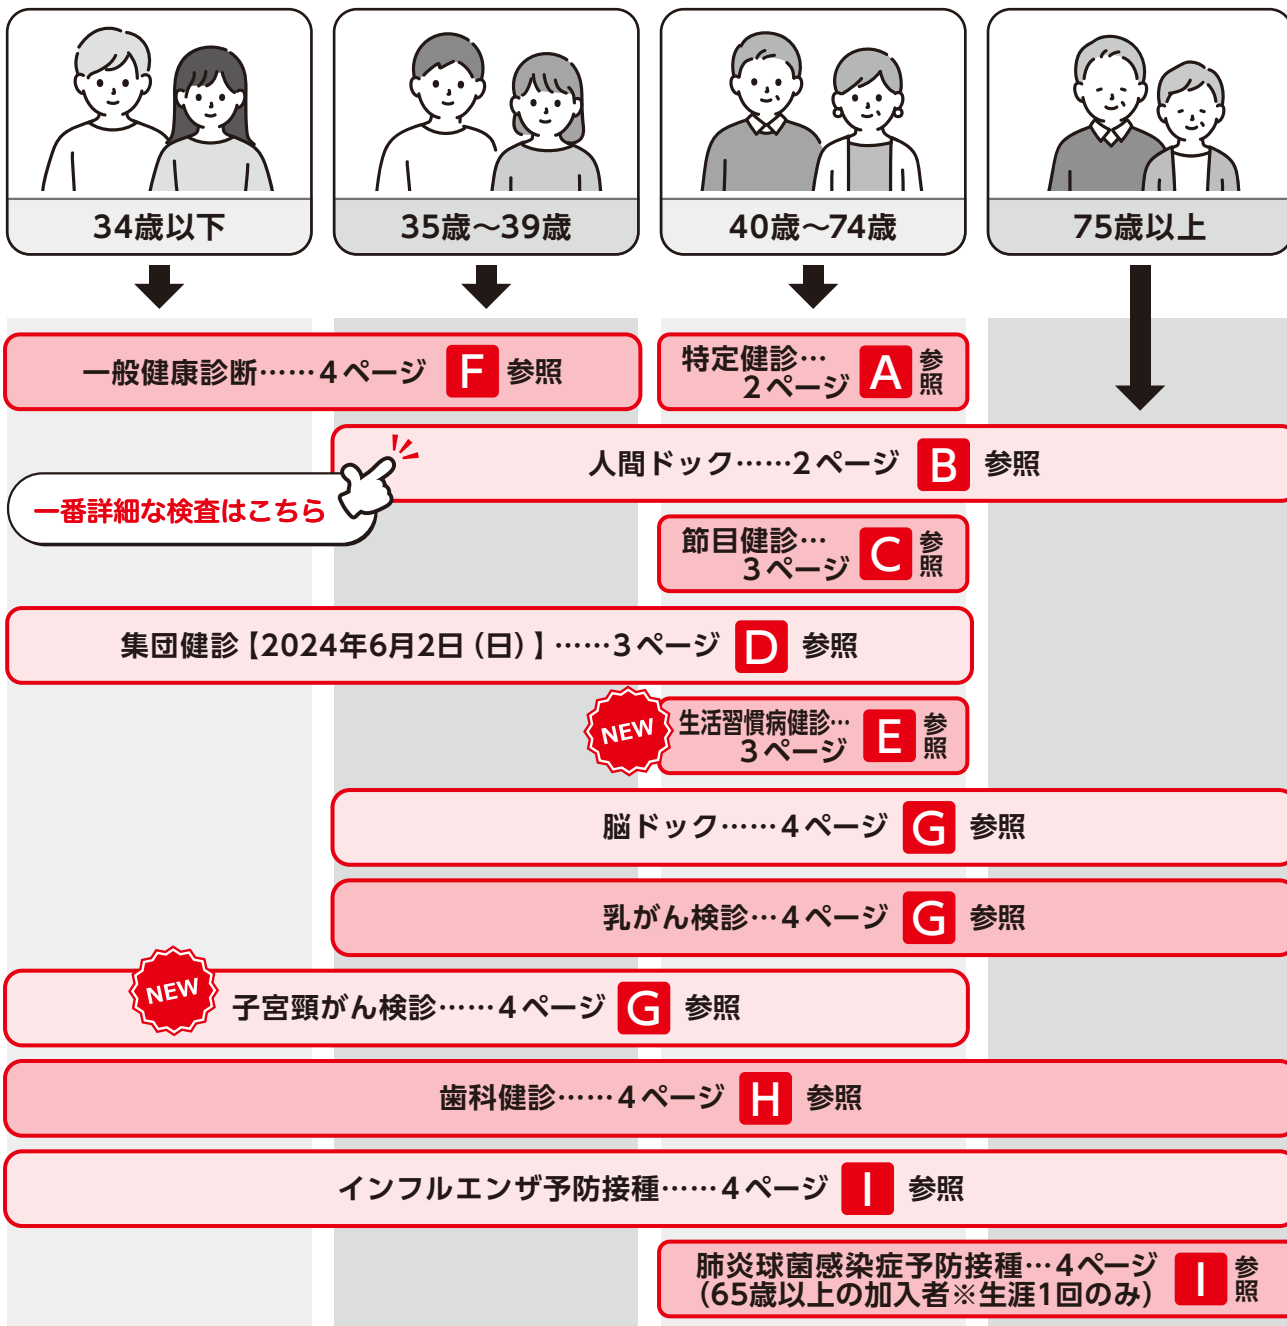 34歳以下
35歳～39歳
40歳～74歳
75歳以上
一般健康診断……4ページ F 参照
特定健診…
2ページ A 参照
人間ドック……2ページ B 参照
一番詳細な検査はこちら
節目健診…
3ページ C 参照
集団健診【2024年6月2日（日）】……3ページ D 参照
NEW
生活習慣病健診…
3ページ E 参照
脳ドック……4ページ G 参照
乳がん検診…4ページ G 参照
NEW
子宮頸がん検診……4ページ G 参照
歯科健診……4ページ H 参照
インフルエンザ予防接種……4ページ I 参照
肺炎球菌感染症予防接種…4ページ
（65歳以上の加入者※生涯1回のみ） I 参照